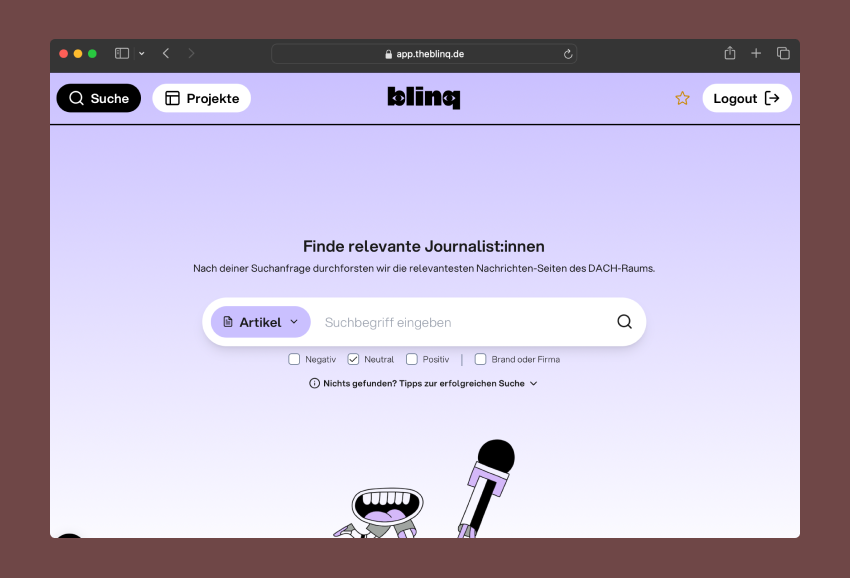 app.theblinq.de
Suche
Projekte
blinq
Logout
Finde relevante Journalist:innen
Nach deiner Suchanfrage durchforsten wir die relevantesten Nachrichten-Seiten des DACH-Raums.
Artikel
Suchbegriff eingeben
Negativ
Neutral
Positiv
Brand oder Firma
Nichts gefunden? Tipps zur erfolgreichen Suche